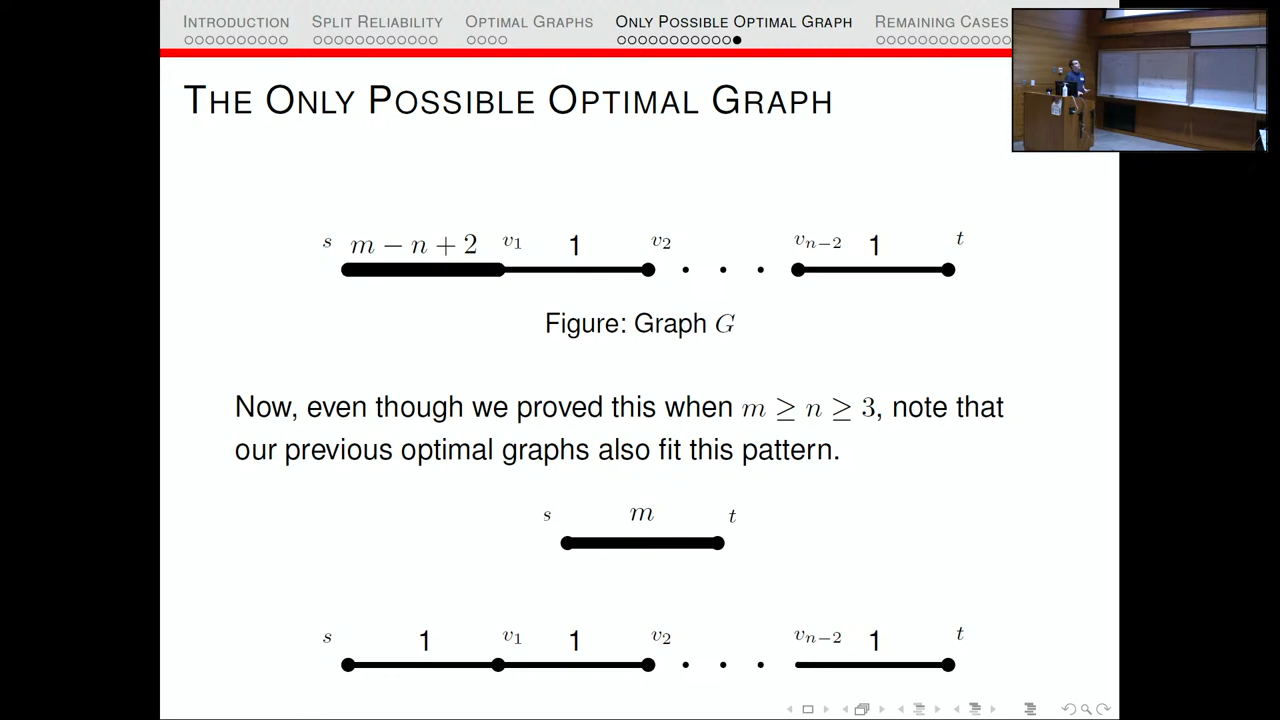 INTRODUCTION SPLIT RELIABILITY OPTIMAL GRAPHS ONLY POSSIBLE OPTIMAL GRAPH REMAINING CASES
THE ONLY POSSIBLE OPTIMAL GRAPH
s m − n + 2 v₁ 1 v₂ vₙ₋₂ 1 t
Figure: Graph G
Now, even though we proved this when m ≥ n ≥ 3, note that
our previous optimal graphs also fit this pattern.
s m t
s 1 v₁ 1 v₂ vₙ₋₂ 1 t